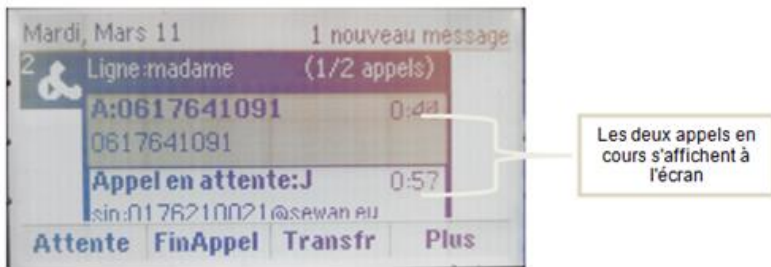 Mardi, Mars 11 1 nouveau message
2 Ligne:madame (1/2 appels)
A:0617641091 0:44
0617641091
Appel en attente:J 0:57
sip:0176210021@sewan.eu
Attente FinAppel Transfr Plus
Les deux appels en
cours s'affichent à
l'écran